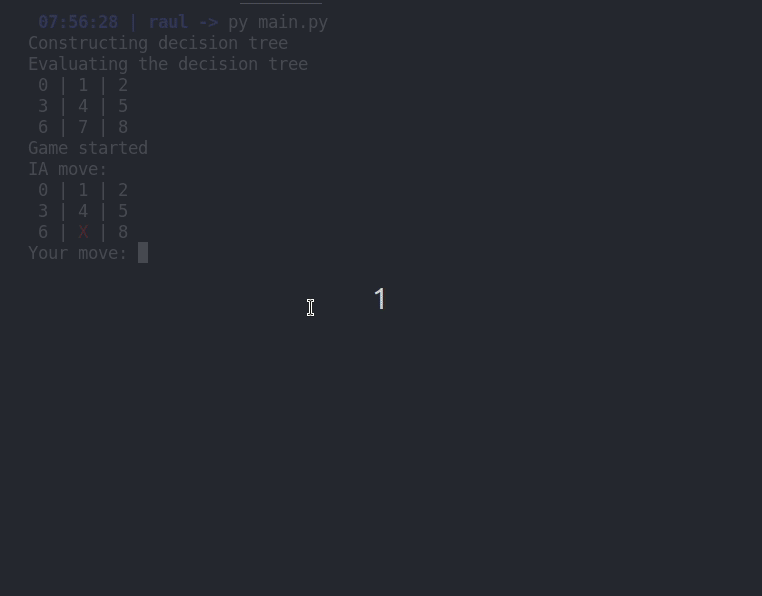 07:56:28 | raul -> py main.py
Constructing decision tree
Evaluating the decision tree
0 | 1 | 2
3 | 4 | 5
6 | 7 | 8
Game started
IA move:
0 | 1 | 2
3 | 4 | 5
6 | X | 8
Your move:
1